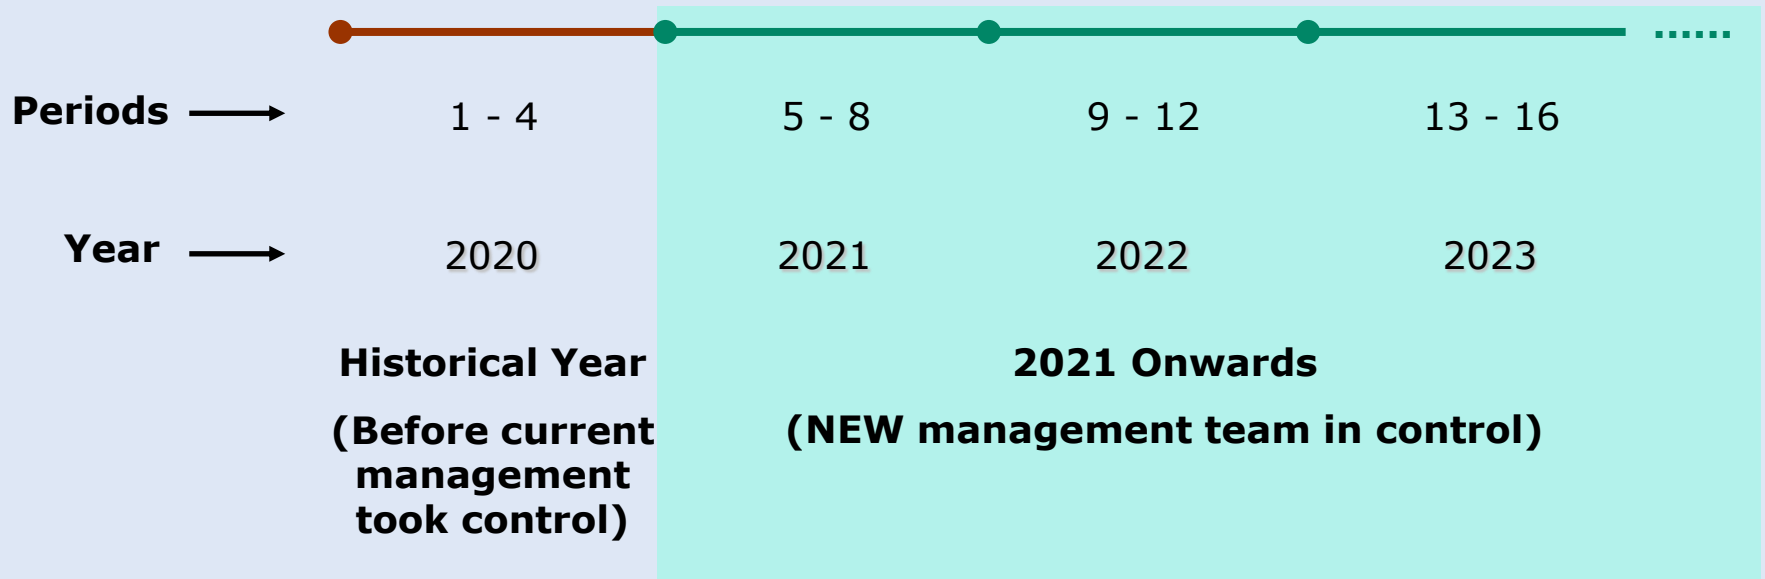 ......
Periods 1 - 4 5 - 8 9 - 12 13 - 16
Year 2020 2021 2022 2023
Historical Year
(Before current
management
took control)
2021 Onwards
(NEW management team in control)